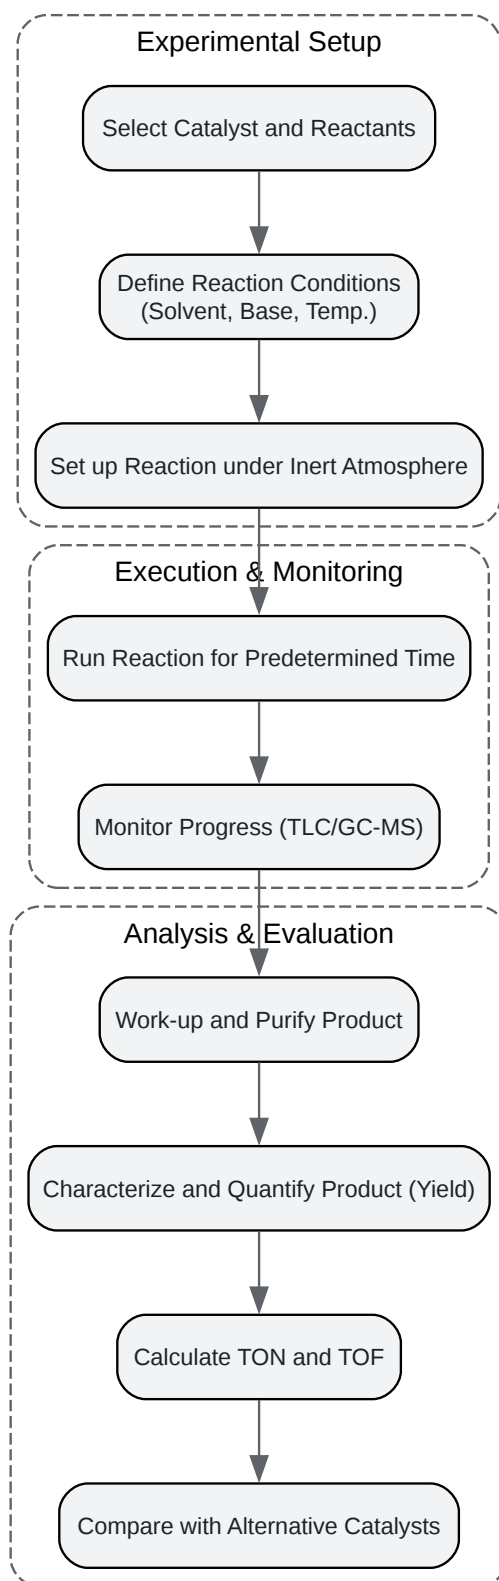 Experimental Setup
Select Catalyst and Reactants
Define Reaction Conditions
(Solvent, Base, Temp.)
Set up Reaction under Inert Atmosphere
Execution & Monitoring
Run Reaction for Predetermined Time
Monitor Progress (TLC/GC-MS)
Analysis & Evaluation
Work-up and Purify Product
Characterize and Quantify Product (Yield)
Calculate TON and TOF
Compare with Alternative Catalysts